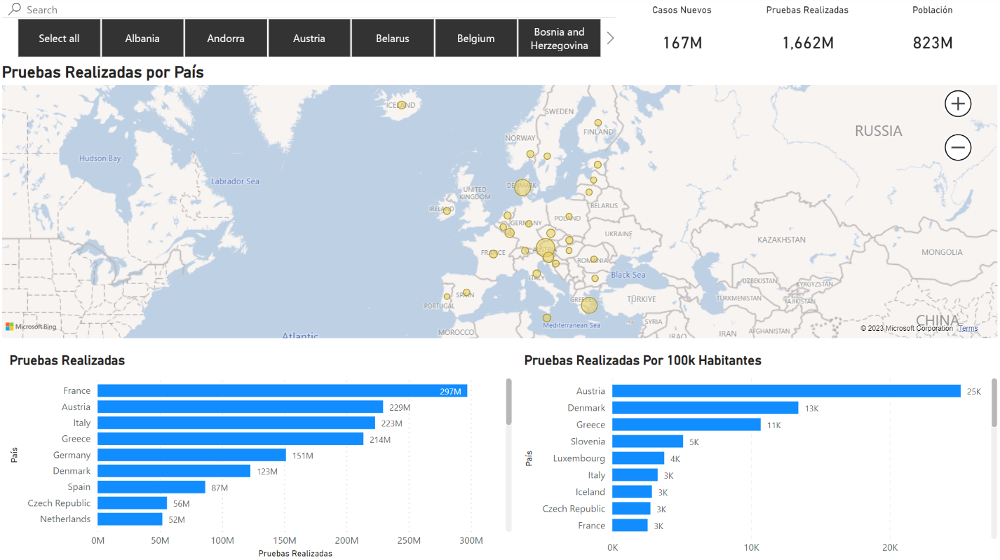 Search
Select all
Albania
Andorra
Austria
Belarus
Belgium
Bosnia and
Herzegovina
Casos Nuevos
167M
Pruebas Realizadas
1,662M
Población
823M
Pruebas Realizadas por País
ICELAND
SWEDEN
FINLAND
NORWAY
RUSSIA
Hudson Bay
Labrador Sea
UNITED
KINGDOM
DENMARK
IRELAND
BELARUS
POLAND
GERMANY
UKRAINE
KAZAKHSTAN
MONGOLIA
FRANCE
AUSTRIA
ROMANIA
Black Sea
ITALY
UZBEKISTAN
KYRGYZSTAN
SPAIN
PORTUGAL
GREECE
TÜRKIYE
TURKMENISTAN
TAJIKISTAN
SYRIA
CHINA
Mediterranean Sea
MOROCCO
IRAQ
IRAN
AFGHANISTAN
Atlantic
Microsoft Bing
© 2023 Microsoft Corporation Terms
Pruebas Realizadas
País
France 297M
Austria 229M
Italy 223M
Greece 214M
Germany 151M
Denmark 123M
Spain 87M
Czech Republic 56M
Netherlands 52M
0M 50M 100M 150M 200M 250M 300M
Pruebas Realizadas
Pruebas Realizadas Por 100k Habitantes
País
Austria 25K
Denmark 13K
Greece 11K
Slovenia 5K
Luxembourg 4K
Italy 3K
Iceland 3K
Czech Republic 3K
France 3K
0K 10K 20K